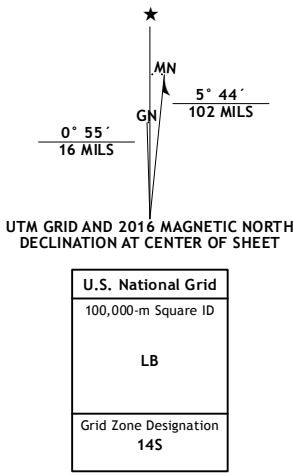 ★
MN
GN
5° 44´
102 MILS
0° 55´
16 MILS
UTM GRID AND 2016 MAGNETIC NORTH
DECLINATION AT CENTER OF SHEET
U.S. National Grid
100,000-m Square ID
LB
Grid Zone Designation
14S